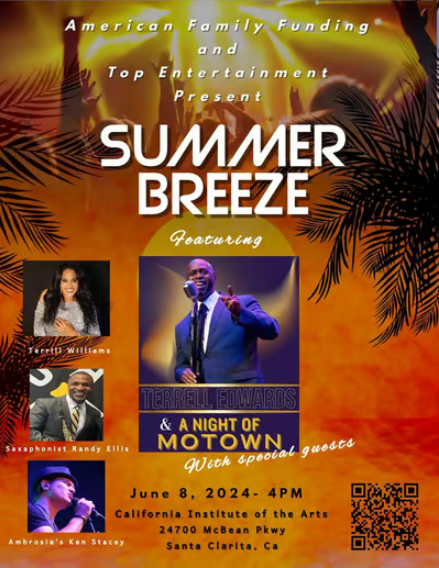 American Family Funding
and
Top Entertainment
Present
SUMMER
BREEZE
Featuring
Terrill Williams
TERRELL EDWARDS
& A NIGHT OF
MOTOWN
With special guests
Saxaphonist Randy Ellis
Ambrosia's Ken Stacey
June 8, 2024- 4PM
California Institute of the Arts
24700 McBean Pkwy
Santa Clarita, Ca